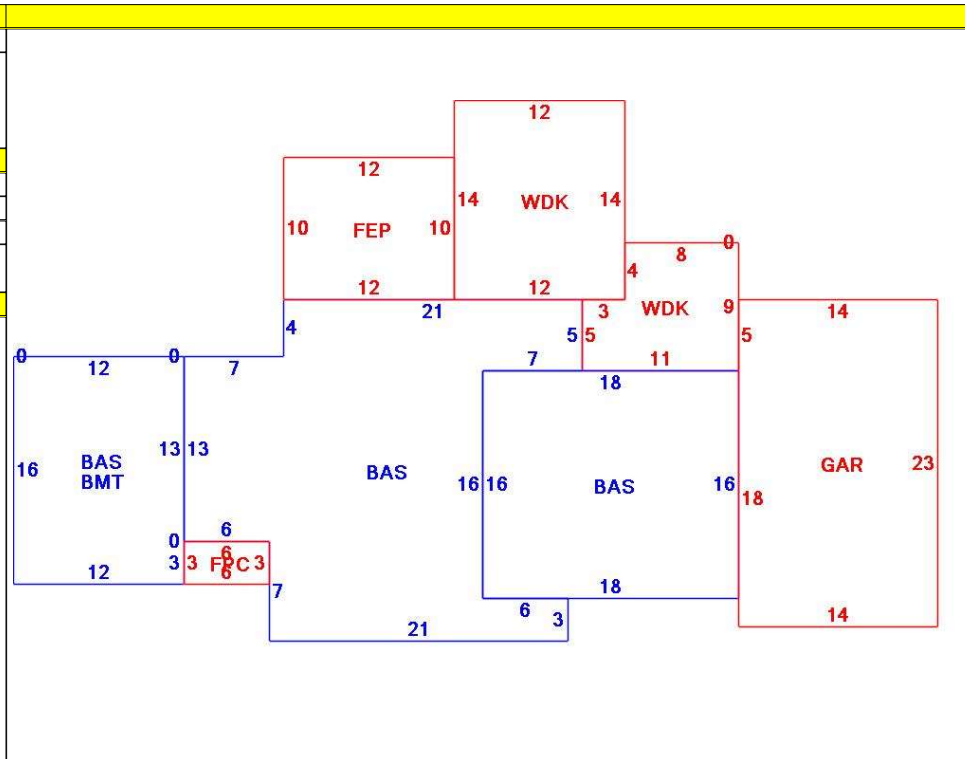 12
12
14 WDK 14
10 FEP 10
0
8
4
12 12
WDK 9
3 14
21
4 5 5 5
0 0
12 7 7 11
18
13 13
BAS BAS GAR 23
16 BMT
16 16 BAS 16
18
6
0 6
3 3 FPC 3
12 6
7 18
6
3 14
21